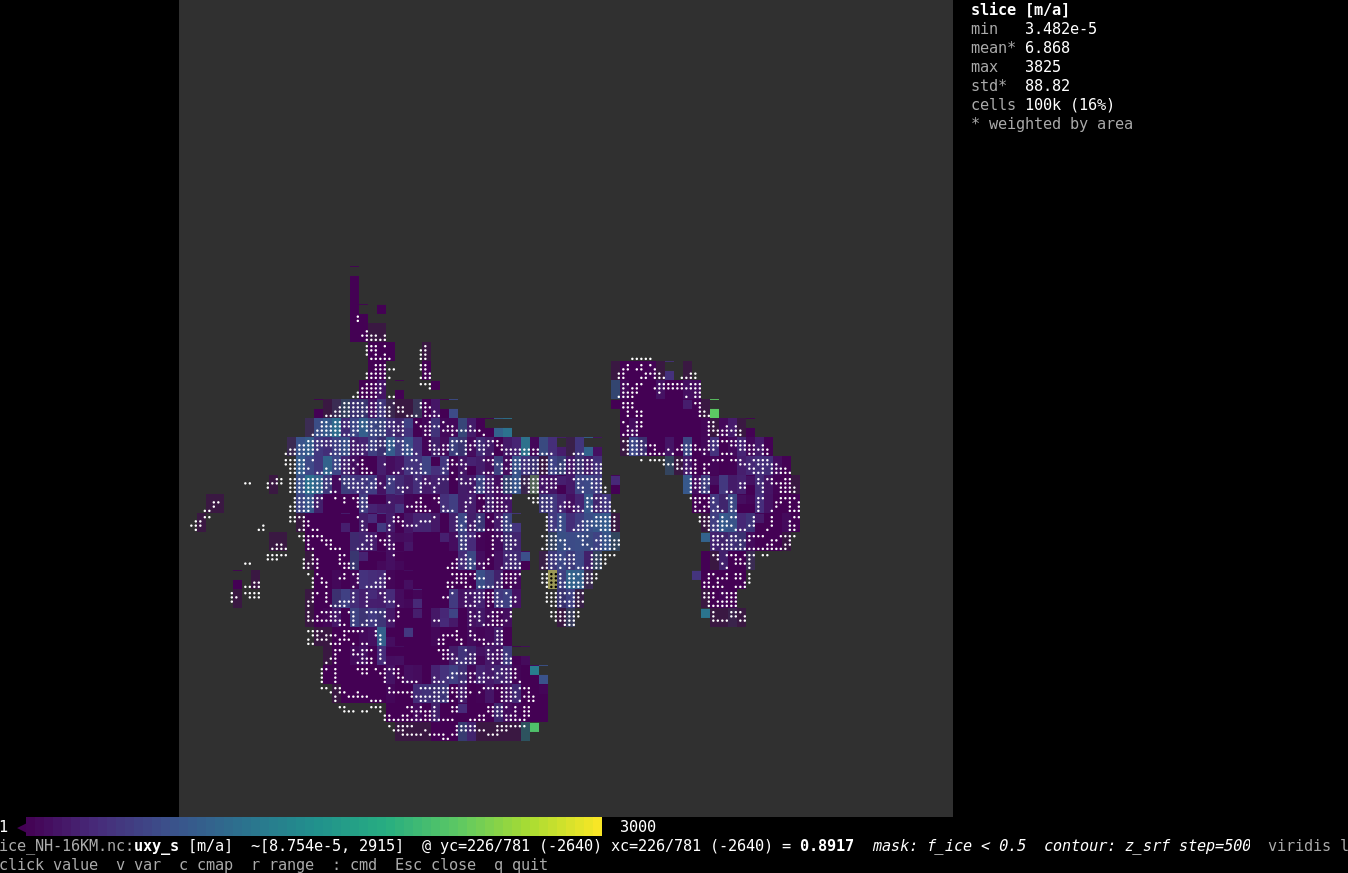 slice [m/a]
min 3.482e-5
mean* 6.868
max 3825
std* 88.82
cells 100k (16%)
* weighted by area
1 3000
ice_NH-16KM.nc:uxy_s [m/a] ~[8.754e-5, 2915] @ yc=226/781 (-2640) xc=226/781 (-2640) = 0.8917 mask: f_ice < 0.5 contour: z_srf step=500 viridis l
click value v var c cmap r range : cmd Esc close q quit